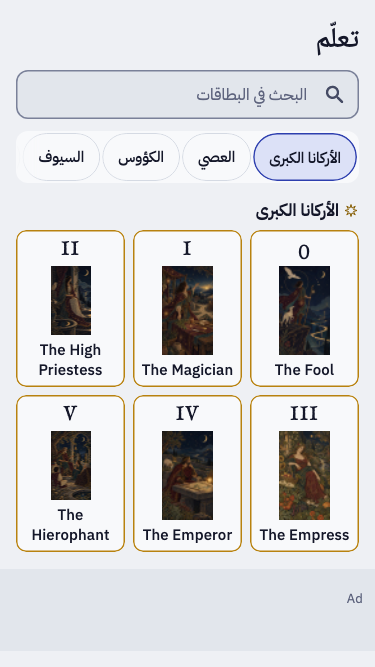 تعلّم
البحث في البطاقات
الأركانا الكبرى
العصي
الكؤوس
السيوف
الأركانا الكبرى
0
The Fool
I
The Magician
II
The High
Priestess
III
The Empress
IV
The Emperor
V
The
Hierophant
Ad